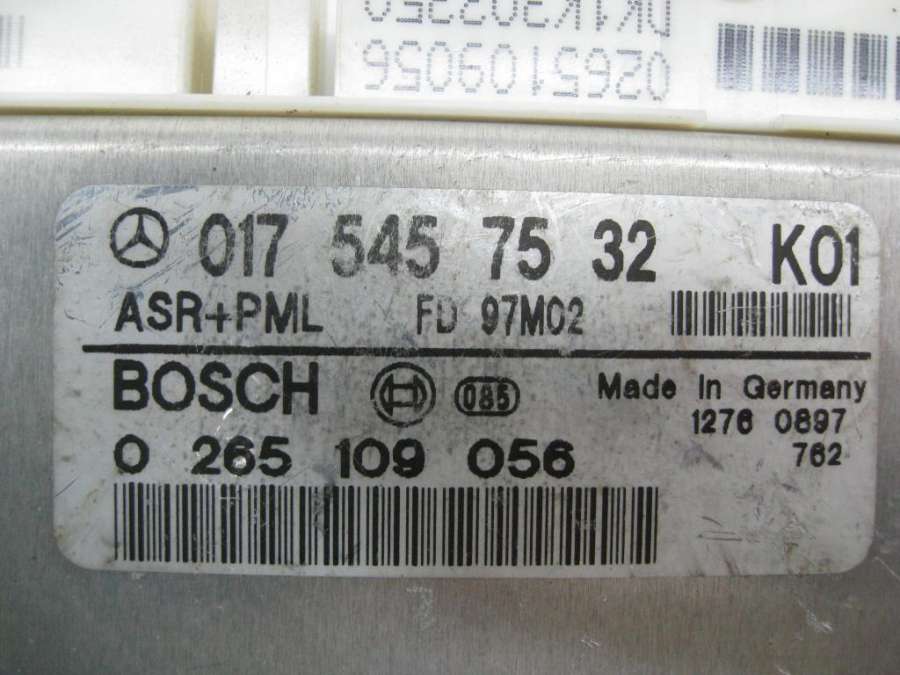 0265109056
017 545 75 32 K01
ASR+PML FD 97M02
BOSCH 085 Made In Germany
1276 0897
0 265 109 056 762